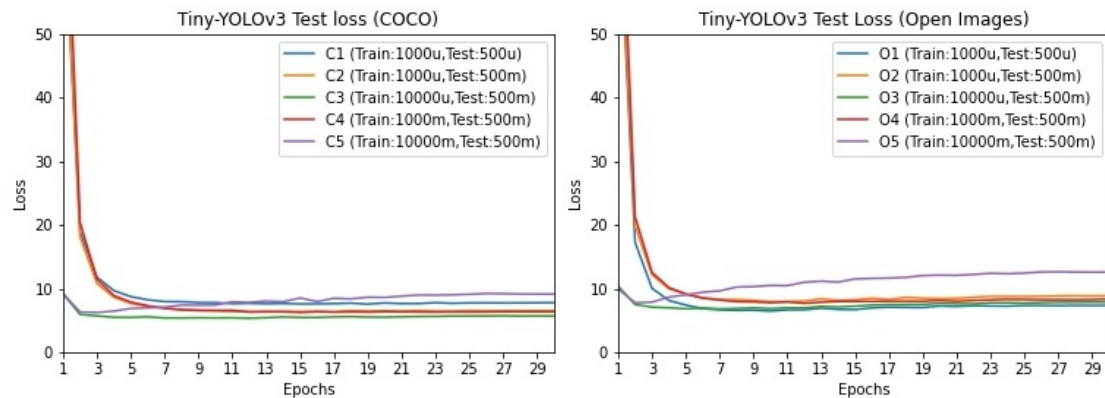 Tiny-YOLOv3 Test loss (COCO)
50
40
30
20
10
0
Loss
C1 (Train:1000u,Test:500u)
C2 (Train:1000u,Test:500m)
C3 (Train:10000u,Test:500m)
C4 (Train:1000m,Test:500m)
C5 (Train:10000m,Test:500m)
1 3 5 7 9 11 13 15 17 19 21 23 25 27 29
Epochs
Tiny-YOLOv3 Test Loss (Open Images)
50
40
30
20
10
0
Loss
O1 (Train:1000u,Test:500u)
O2 (Train:1000u,Test:500m)
O3 (Train:10000u,Test:500m)
O4 (Train:1000m,Test:500m)
O5 (Train:10000m,Test:500m)
1 3 5 7 9 11 13 15 17 19 21 23 25 27 29
Epochs